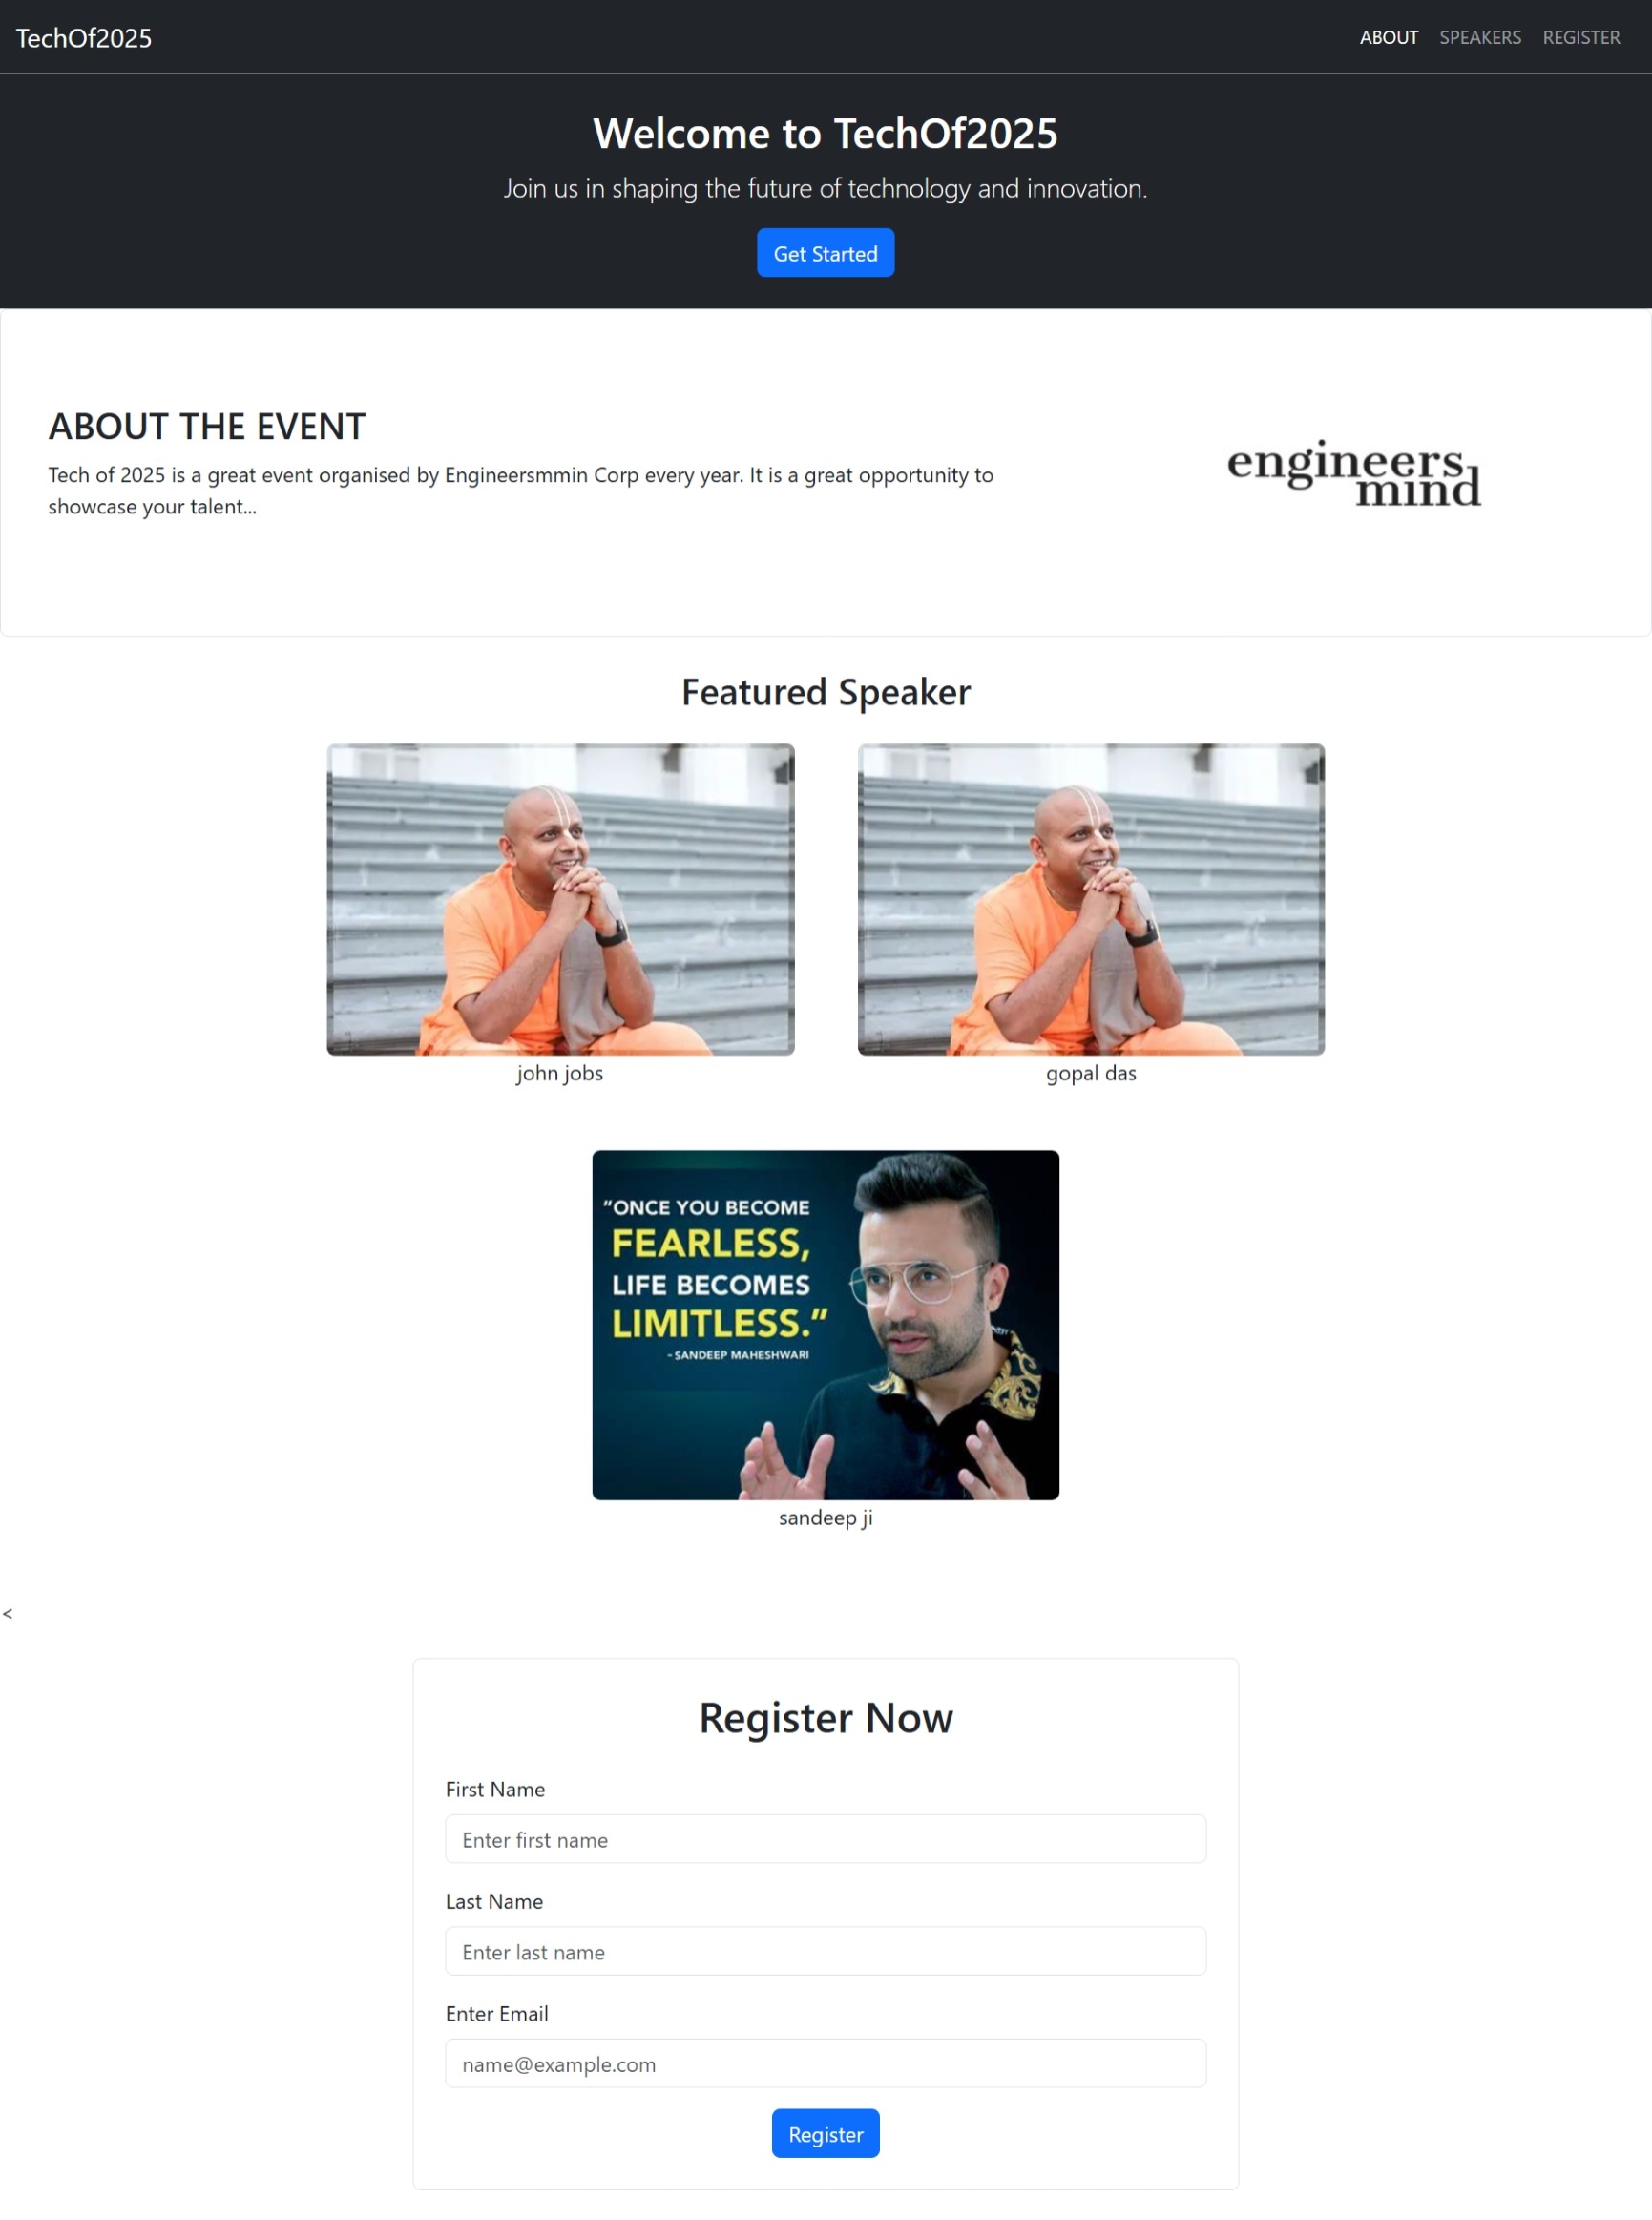 TechOf2025
ABOUT SPEAKERS REGISTER
Welcome to TechOf2025
Join us in shaping the future of technology and innovation.
Get Started
ABOUT THE EVENT
Tech of 2025 is a great event organised by Engineersmmin Corp every year. It is a great opportunity to
showcase your talent...
engineers
mind
Featured Speaker
john jobs
gopal das
“ONCE YOU BECOME
FEARLESS,
LIFE BECOMES
LIMITLESS.”
- SANDEEP MAHESHWARI
sandeep ji
<
Register Now
First Name
Enter first name
Last Name
Enter last name
Enter Email
name@example.com
Register